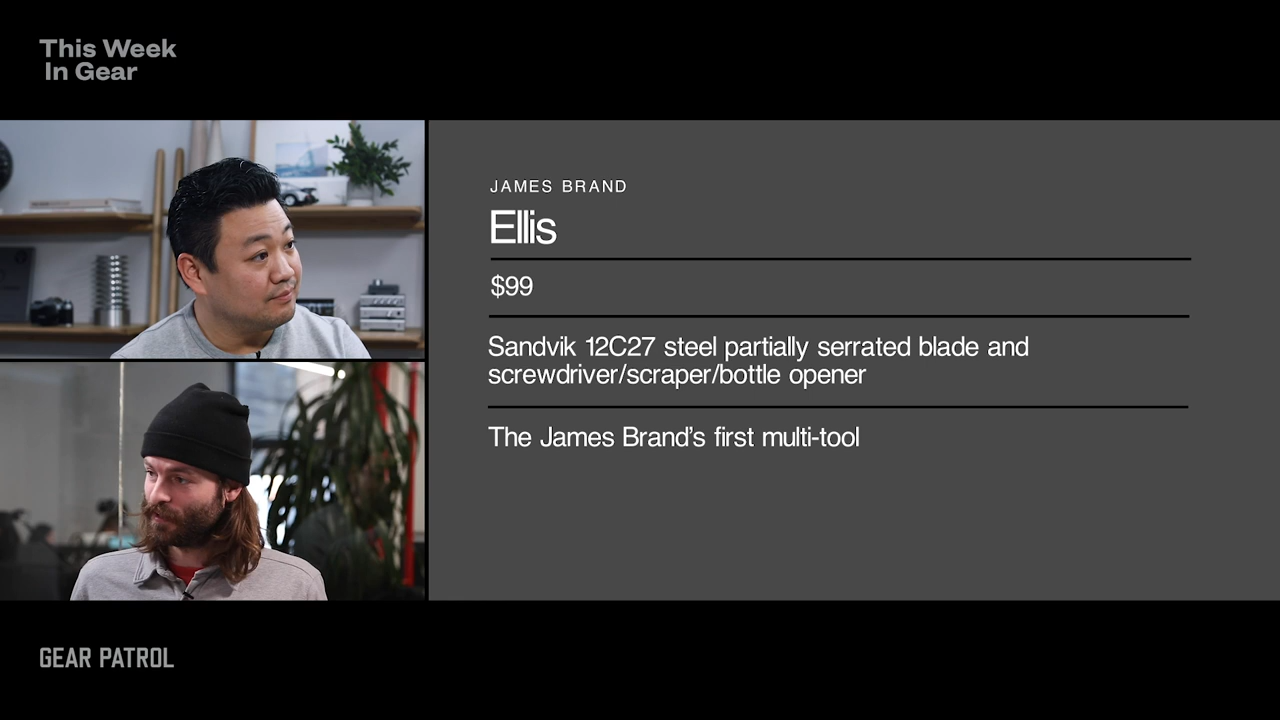 This Week
In Gear
JAMES BRAND
Ellis
$99
Sandvik 12C27 steel partially serrated blade and
screwdriver/scraper/bottle opener
The James Brand’s first multi-tool
GEAR PATROL